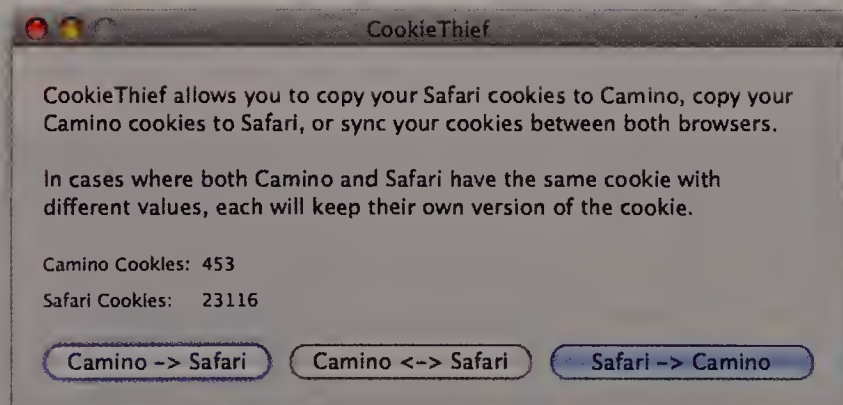 CookieThief
CookieThief allows you to copy your Safari cookies to Camino, copy your
Camino cookies to Safari, or sync your cookies between both browsers.
In cases where both Camino and Safari have the same cookie with
different values, each will keep their own version of the cookie.
Camino Cookies: 453
Safari Cookies: 23116
Camino -> Safari Camino <-> Safari Safari -> Camino